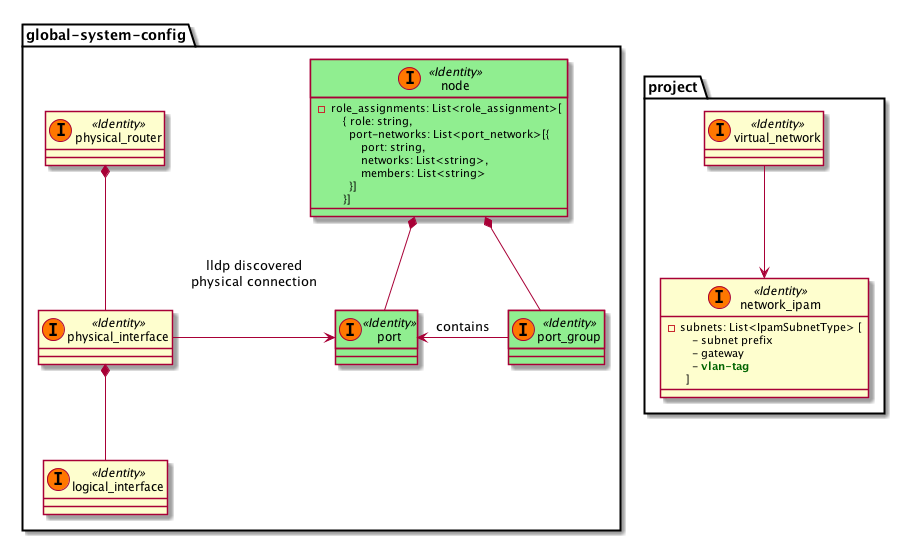 global-system-config
I «Identity»
node
role_assignments: List<role_assignment>[
{ role: string,
port-networks: List<port_network>[{
port: string,
networks: List<string>,
members: List<string>
}]
}]
I «Identity»
physical_router
lldp discovered
physical connection
I «Identity»
physical_interface
I «Identity»
port
contains
I «Identity»
port_group
I «Identity»
logical_interface
project
I «Identity»
virtual_network
I «Identity»
network_ipam
subnets: List<IpamSubnetType> [
- subnet prefix
- gateway
- vlan-tag
]